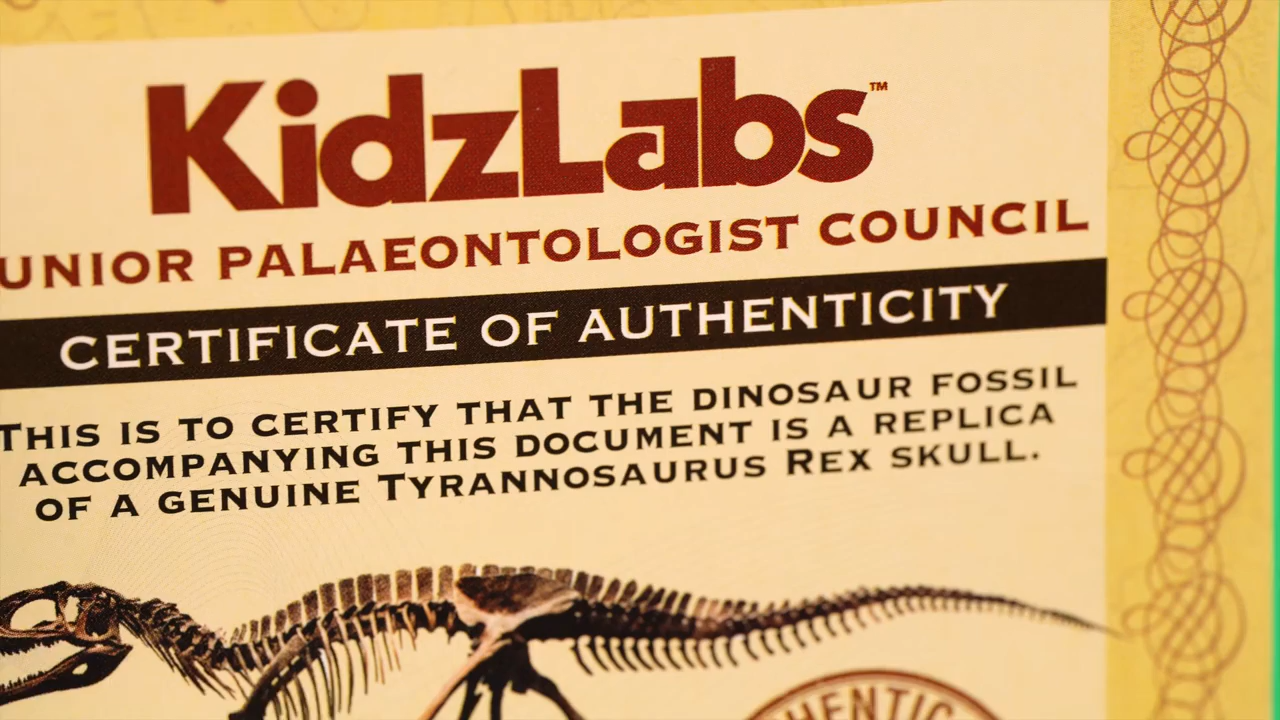 KidzLabs™
UNIOR PALAEONTOLOGIST COUNCIL
CERTIFICATE OF AUTHENTICITY
THIS IS TO CERTIFY THAT THE DINOSAUR FOSSIL
ACCOMPANYING THIS DOCUMENT IS A REPLICA
OF A GENUINE TYRANNOSAURUS REX SKULL.
HENTIC